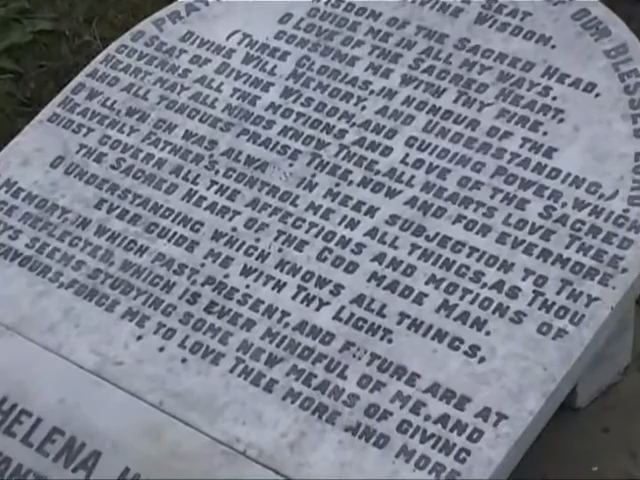 PRAY
OF OUR BLESSED
SEAT
DIVINE WISDOM.
WISDOM OF THE SACRED HEAD,
GUIDE ME IN ALL MY WAYS.
O LOVE OF THE SACRED HEART,
CONSUME ME WITH THY FIRE.
(THREE GLORIAS, IN HONOUR OF THE
DIVINE WILL, MEMORY, AND UNDERSTANDING.)
O SEAT OF DIVINE WISDOM, AND GUIDING POWER, WHICH
GOVERNS ALL THE MOTIONS AND LOVE OF THE SACRED
HEART, MAY ALL MINDS KNOW THEE, ALL HEARTS LOVE THEE,
AND ALL TONGUES PRAISE THEE, NOW AND FOR EVERMORE.
O WILL, WHICH WAS ALWAYS IN MEEK SUBJECTION TO THY
HEAVENLY FATHER'S, CONTROL ME IN ALL THINGS, AS THOU
DIDST GOVERN ALL THE AFFECTIONS AND MOTIONS OF
THE SACRED HEART OF THE GOD MADE MAN.
O UNDERSTANDING WHICH KNOWS ALL THINGS,
EVER GUIDE ME WITH THY LIGHT.
MEMORY, IN WHICH PAST, PRESENT, AND FUTURE ARE AT
REFLECTED, WHICH IS EVER MINDFUL OF ME, AND
SEEMS STUDYING SOME NEW MEANS OF GIVING
FORCE ME TO LOVE THEE MORE AND MORE
HELENA